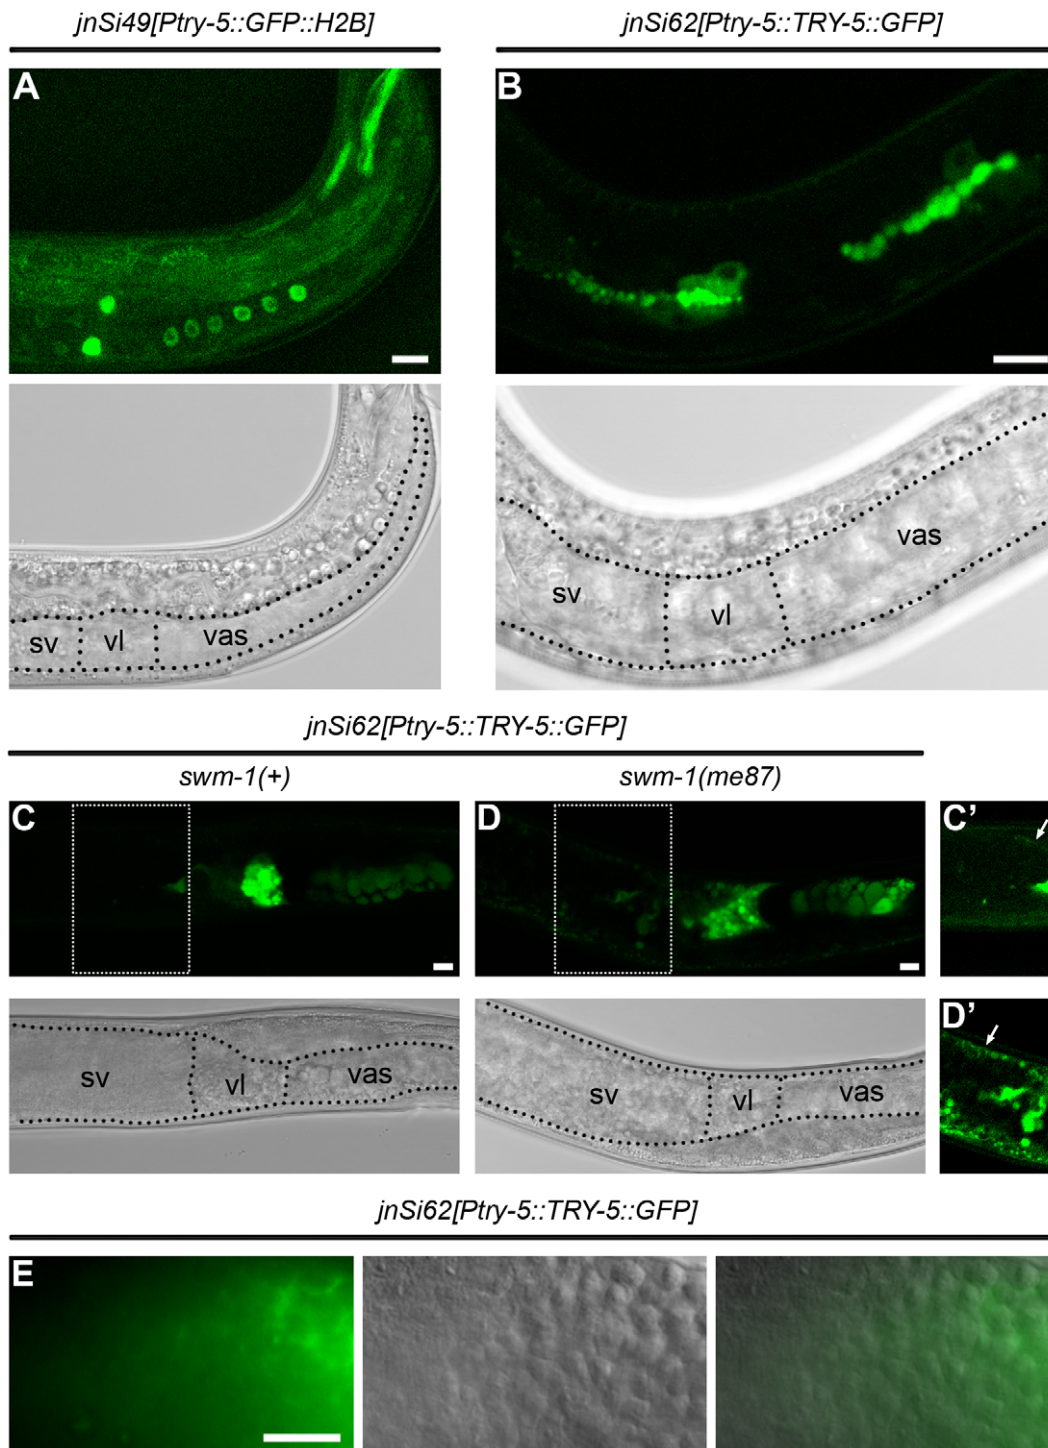 jnSi49[Ptry-5::GFP::H2B]
jnSi62[Ptry-5::TRY-5::GFP]
A
B
sv
vl
vas
sv
vl
vas
jnSi62[Ptry-5::TRY-5::GFP]
swm-1(+)
swm-1(me87)
C
D
C'
sv
vl
vas
sv
vl
vas
D'
jnSi62[Ptry-5::TRY-5::GFP]
E